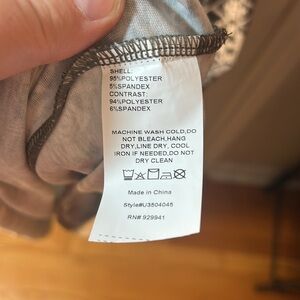 SHELL:
95%POLYESTER
5%SPANDEX
CONTRAST:
94%POLYESTER
6%SPANDEX
MACHINE WASH COLD,DO
NOT BLEACH,HANG
DRY,LINE DRY, COOL
IRON IF NEEDED,DO NOT
DRY CLEAN
Made in China
Style#U3504045
RN# 929941